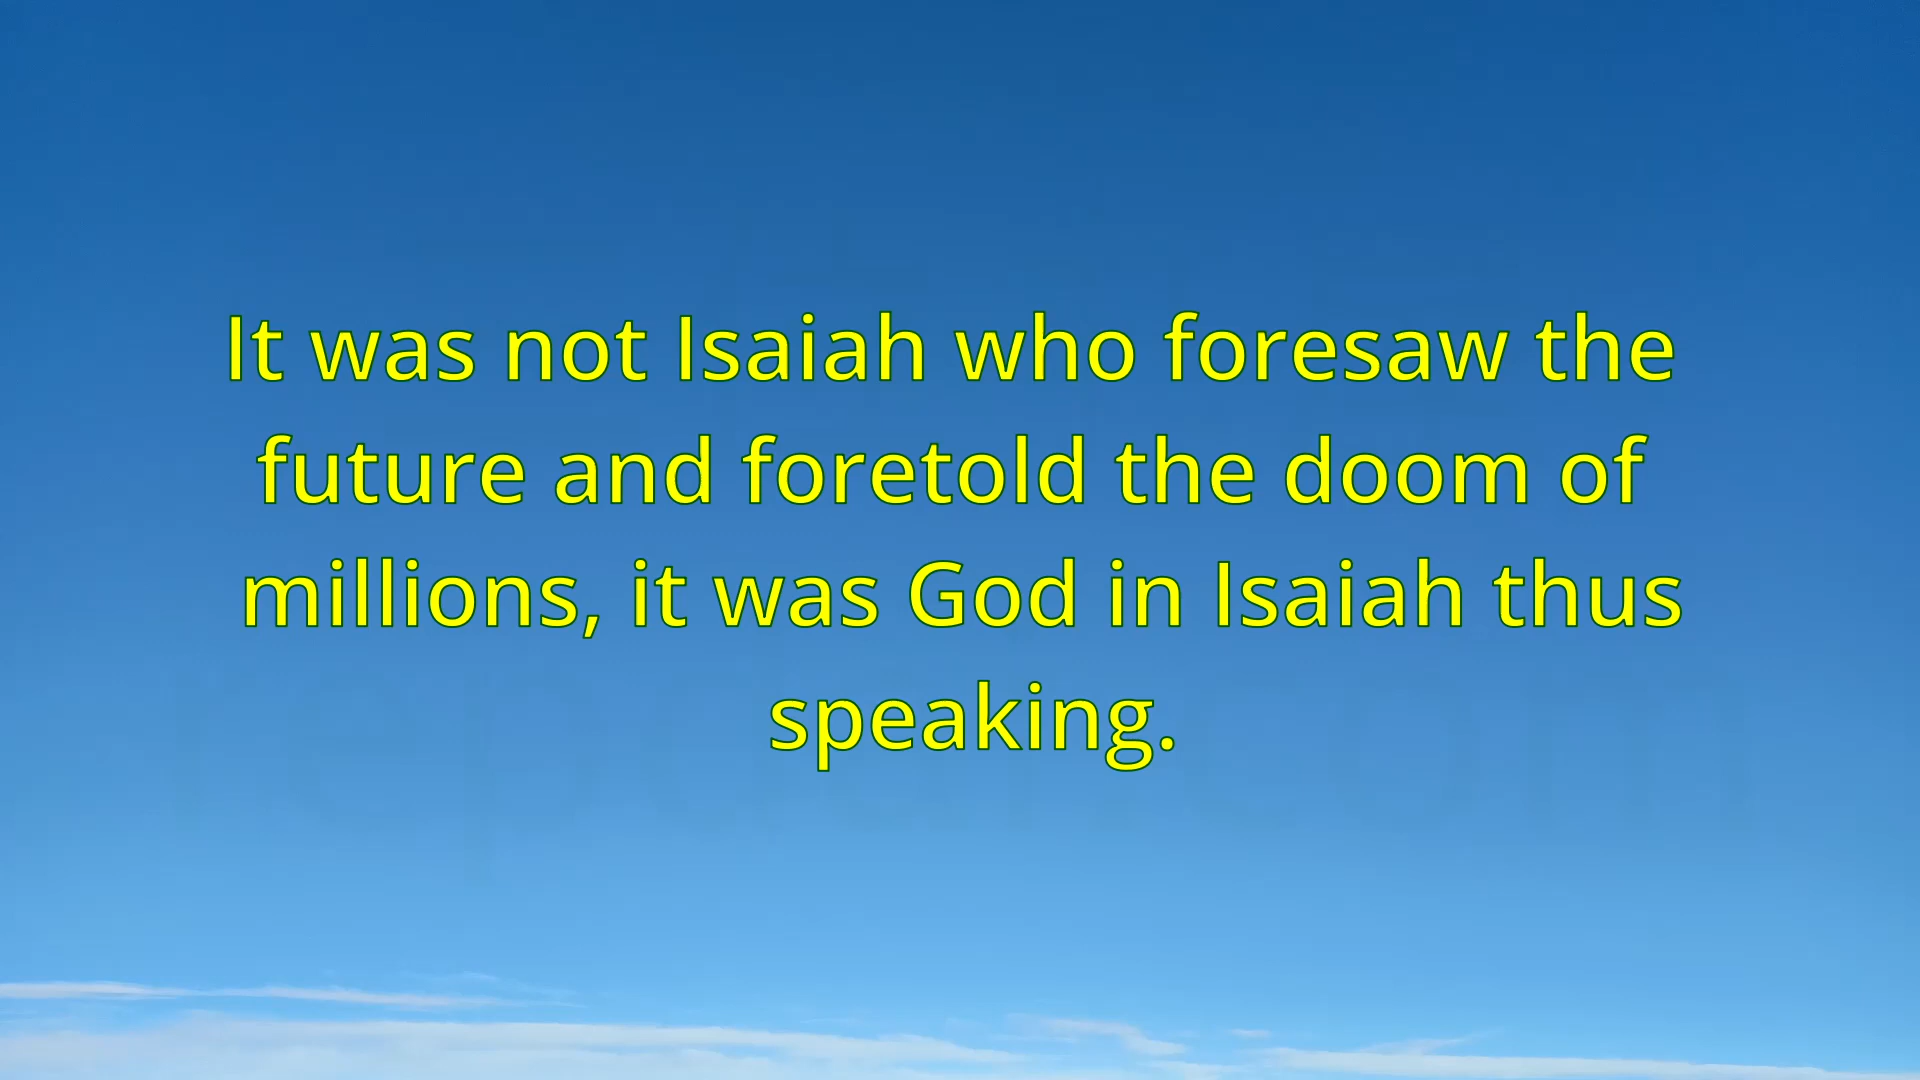 It was not Isaiah who foresaw the
future and foretold the doom of
millions, it was God in Isaiah thus
speaking.